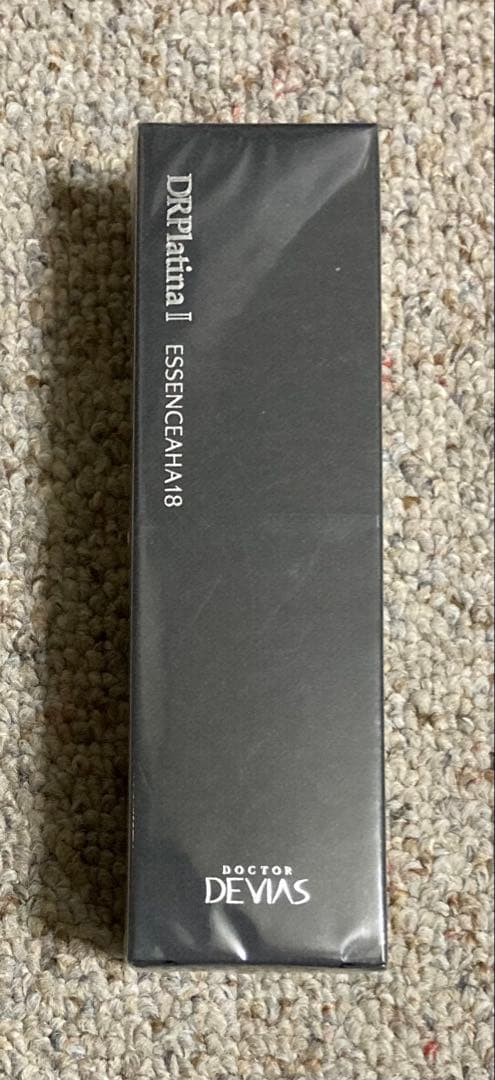 DRPlatina II ESSENCEAHA18
DOCTOR
DEVIAS